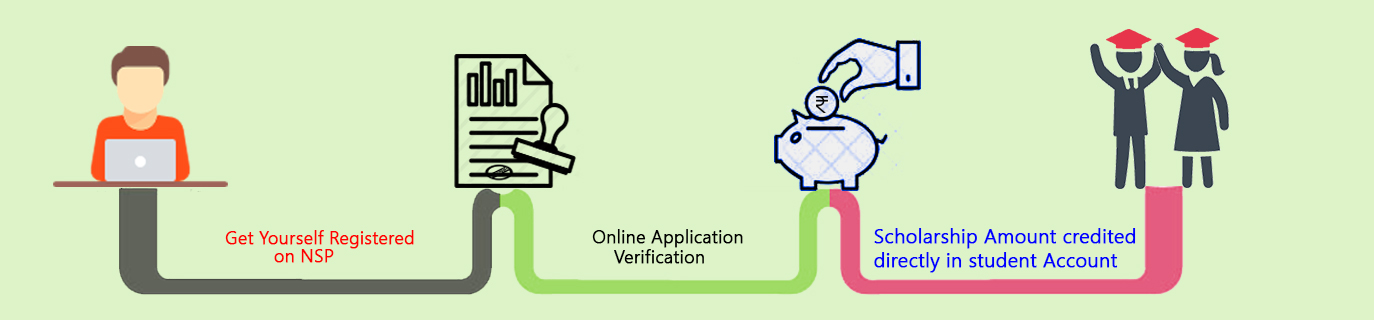 Get Yourself Registered
on NSP
Online Application
Verification
₹
Scholarship Amount credited
directly in student Account